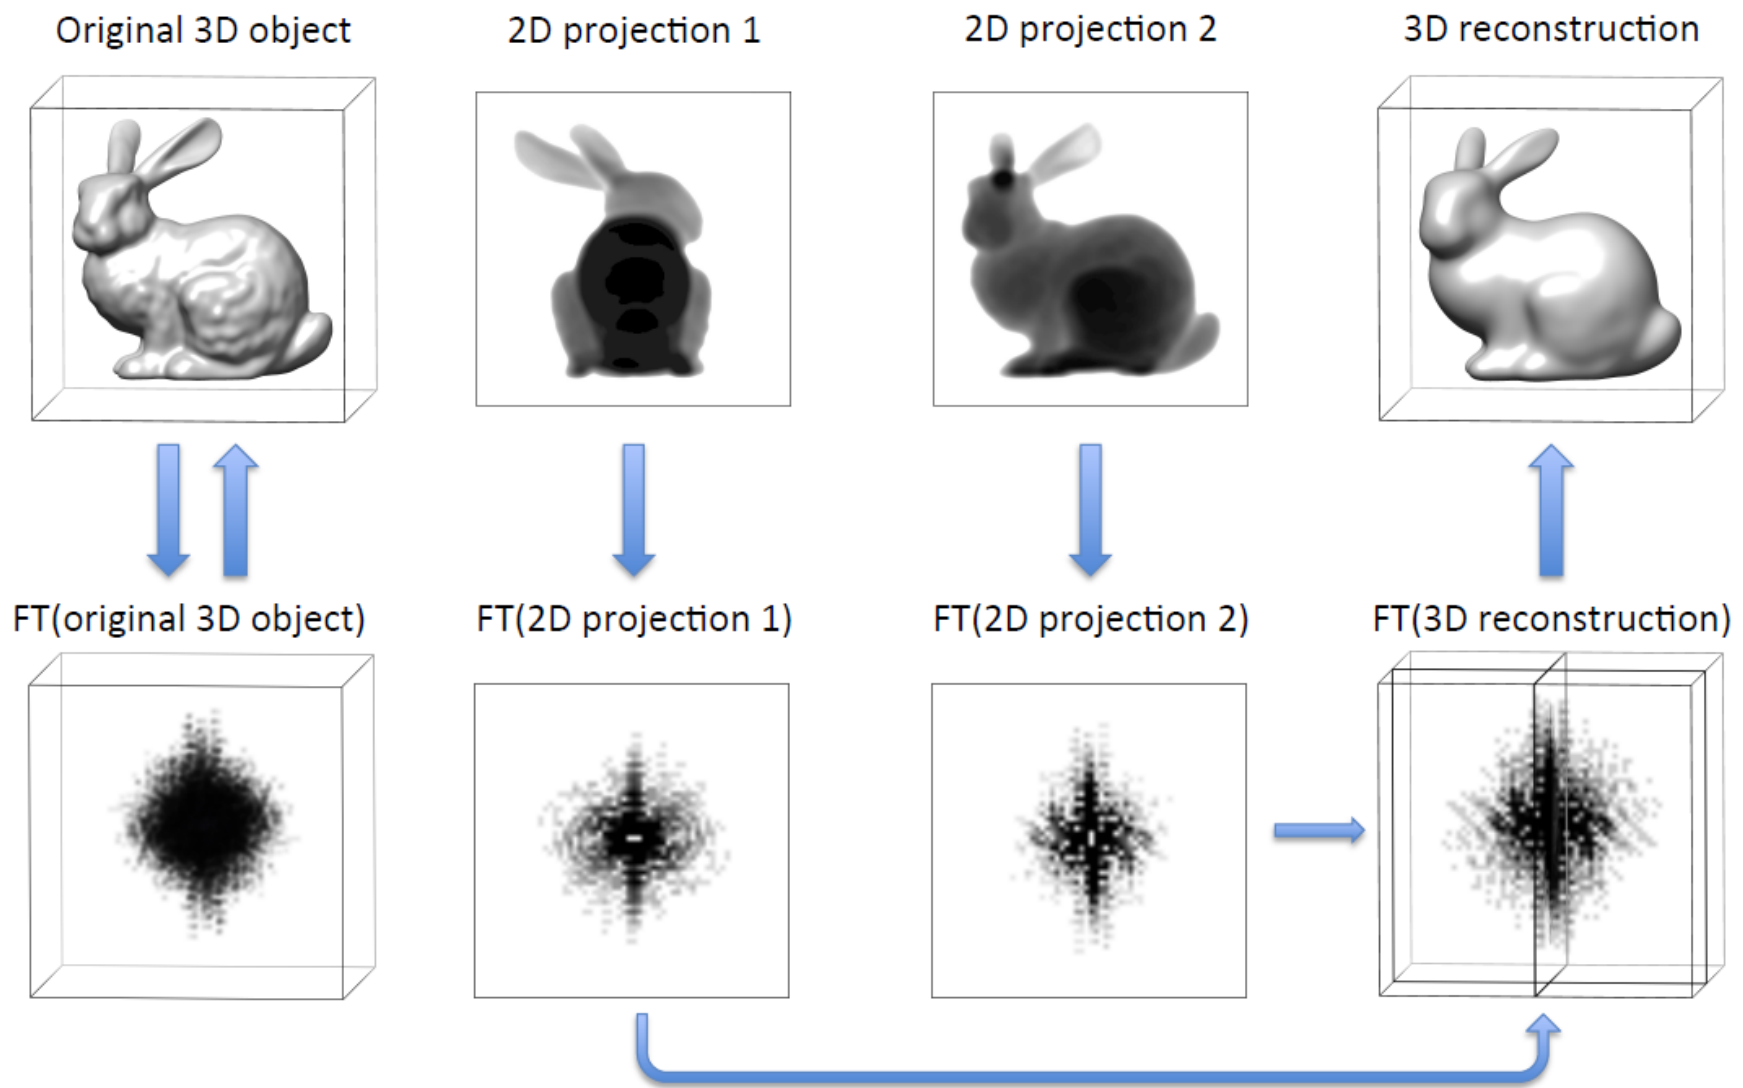 Original 3D object
2D projection 1
2D projection 2
3D reconstruction
FT(original 3D object)
FT(2D projection 1)
FT(2D projection 2)
FT(3D reconstruction)